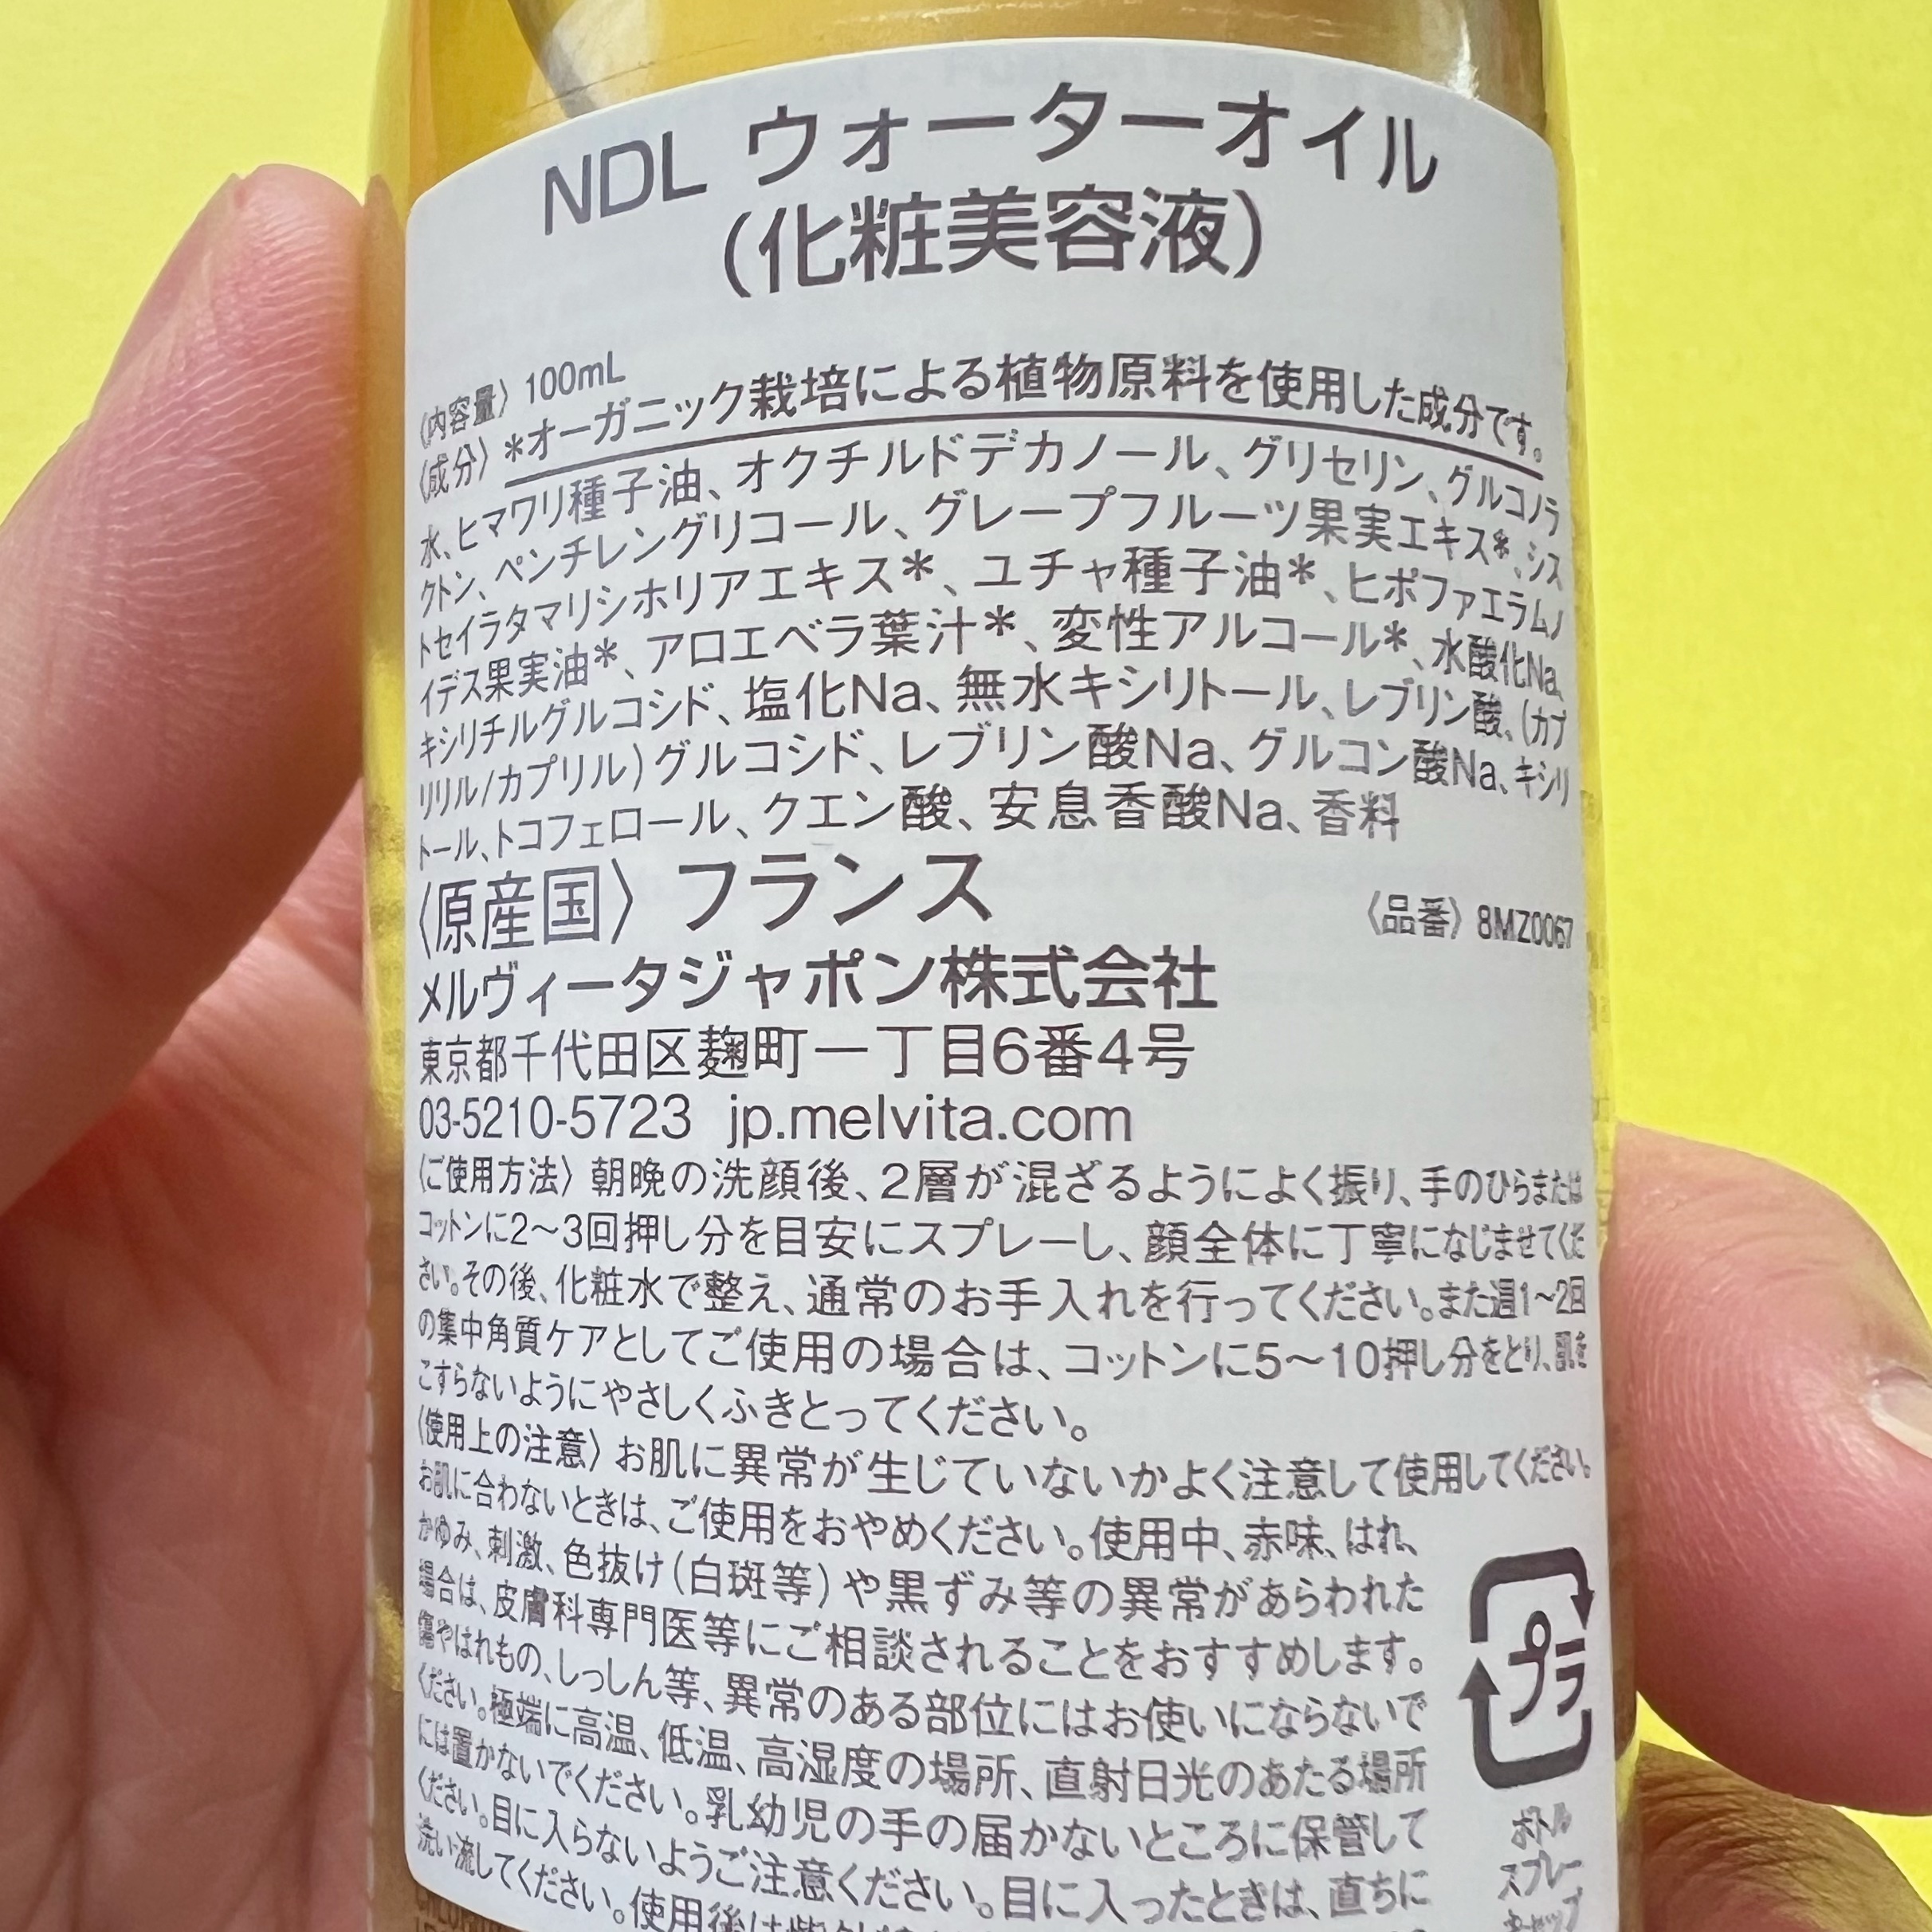 NDL ウォーターオイル
（化粧美容液）
〈内容量〉100mL
〈成分〉*オーガニック栽培による植物原料を使用した成分です。
水、ヒマワリ種子油、オクチルドデカノール、グリセリン、グルコノラ
クトン、ペンチレングリコール、グレープフルーツ果実エキス*、シス
トセイラタマリシホリアエキス*、ユチャ種子油*、ヒポファエラムノ
イデス果実油*、アロエベラ葉汁*、変性アルコール*、水酸化Na、
キシリチルグルコシド、塩化Na、無水キシリトール、レブリン酸、(カプ
リリル/カプリル)グルコシド、レブリン酸Na、グルコン酸Na、キシリ
トール、トコフェロール、クエン酸、安息香酸Na、香料
〈原産国〉フランス 〈品番〉8MZ0067
メルヴィータジャポン株式会社
東京都千代田区麹町一丁目6番4号
03-5210-5723 jp.melvita.com
〈ご使用方法〉朝晩の洗顔後、2層が混ざるようによく振り、手のひらまたは
コットンに2～3回押し分を目安にスプレーし、顔全体に丁寧になじませてくだ
さい。その後、化粧水で整え、通常のお手入れを行ってください。また週1～2回
の集中角質ケアとしてご使用の場合は、コットンに5～10押し分をとり、肌を
こすらないようにやさしくふきとってください。
〈使用上の注意〉お肌に異常が生じていないかよく注意して使用してください。
お肌に合わないときは、ご使用をおやめください。使用中、赤味、はれ、
かゆみ、刺激、色抜け(白斑等)や黒ずみ等の異常があらわれた
場合は、皮膚科専門医等にご相談されることをおすすめします。
傷やはれもの、しっしん等、異常のある部位にはお使いにならないで
ください。極端に高温、低温、高湿度の場所、直射日光のあたる場所
には置かないでください。乳幼児の手の届かないところに保管して
ください。目に入らないようご注意ください。目に入ったときは、直ちに
洗い流してください。使用後は
プラ
ボトル
スプレー
キャップ